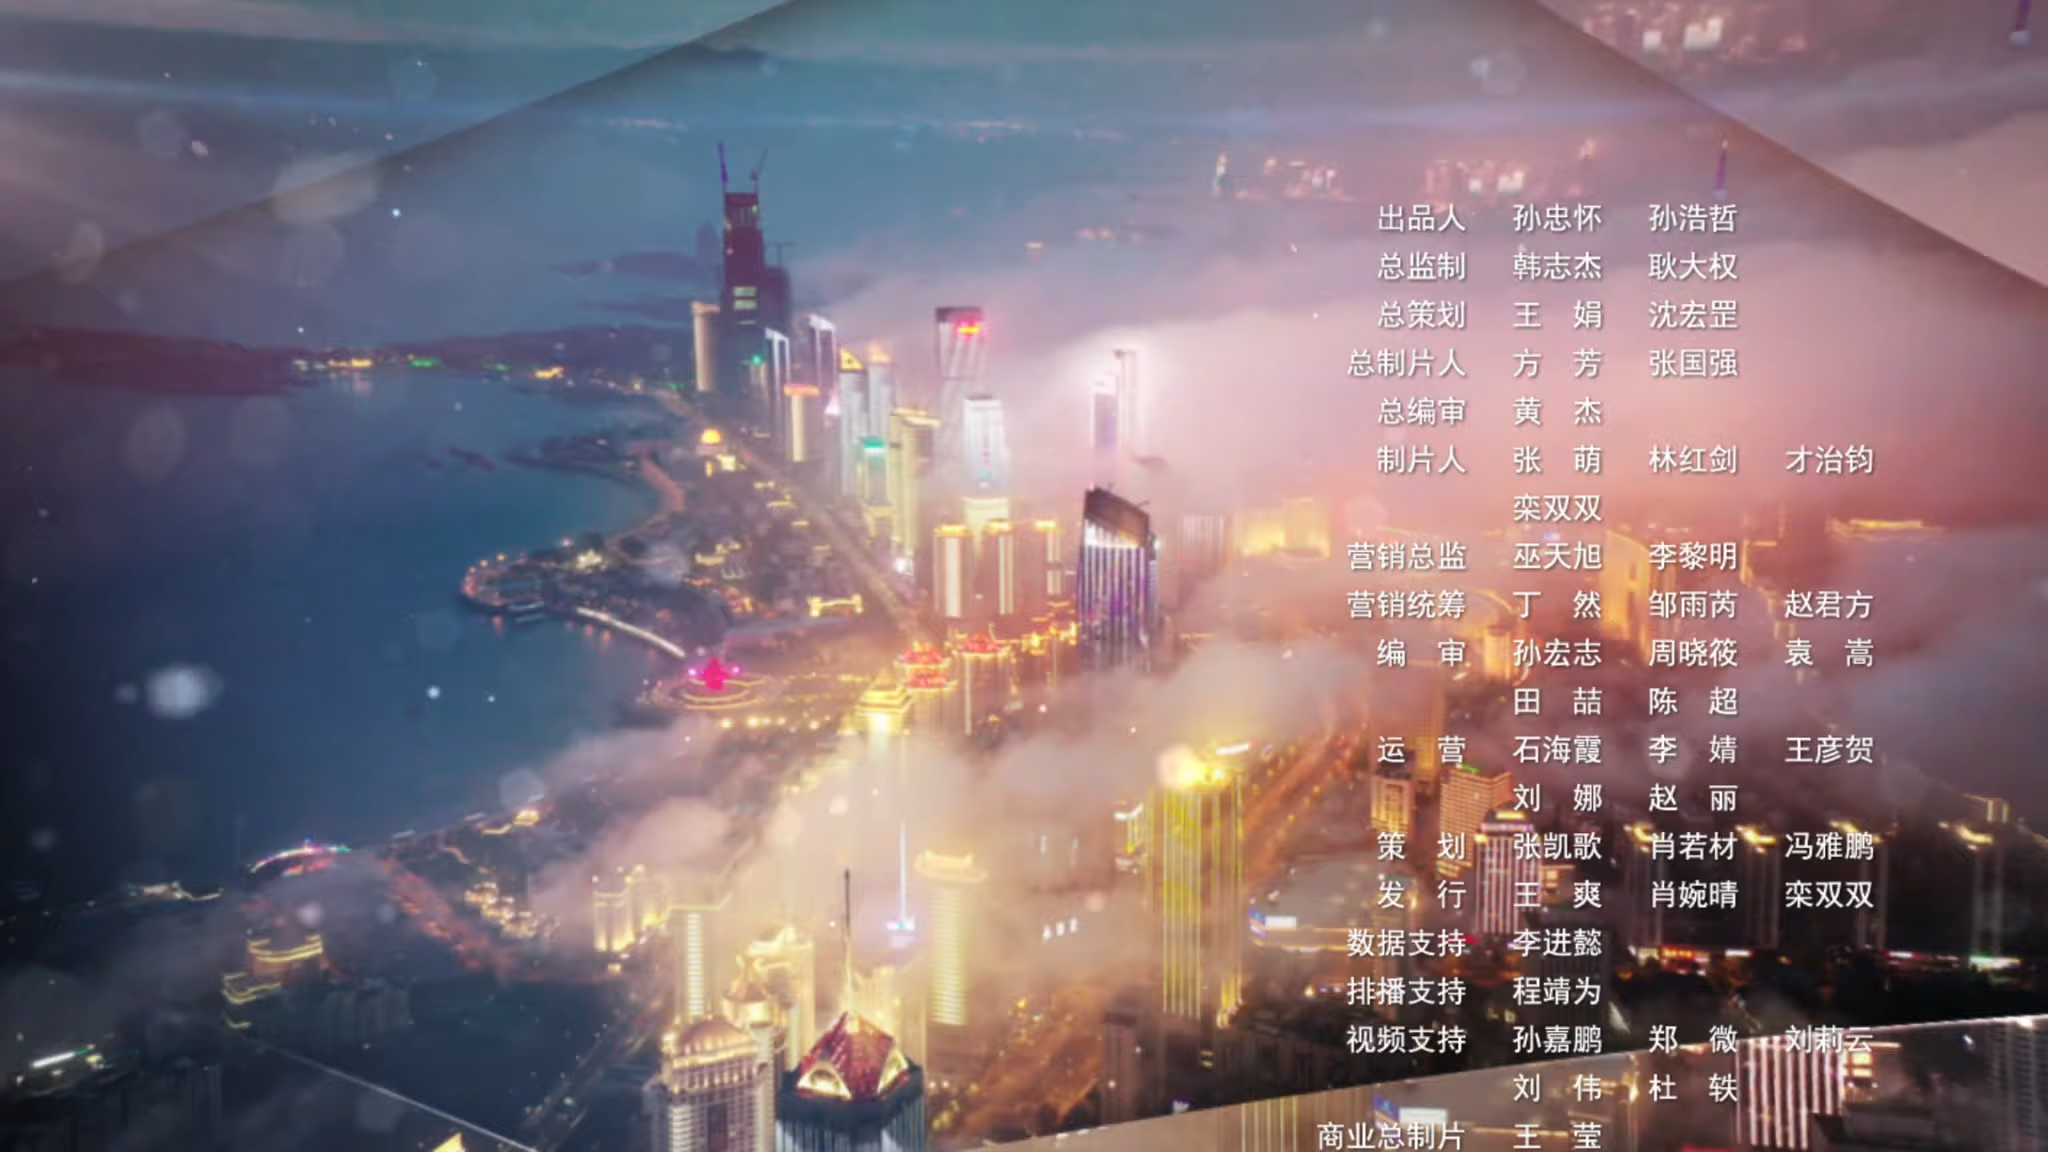 出品人 孙忠怀 孙浩哲
总监制 韩志杰 耿大权
总策划 王 娟 沈宏罡
总制片人 方 芳 张国强
总编审 黄 杰
制片人 张 萌 林红剑 才治钧
栾双双
营销总监 巫天旭 李黎明
营销统筹 丁 然 邹雨芮 赵君方
编 审 孙宏志 周晓筱 袁 嵩
田 喆 陈 超
运 营 石海霞 李 婧 王彦贺
刘 娜 赵 丽
策 划 张凯歌 肖若材 冯雅鹏
发 行 王 爽 肖婉晴 栾双双
数据支持 李进懿
排播支持 程靖为
视频支持 孙嘉鹏 郑 微 刘莉云
刘 伟 杜 轶
商业总制片 王 莹